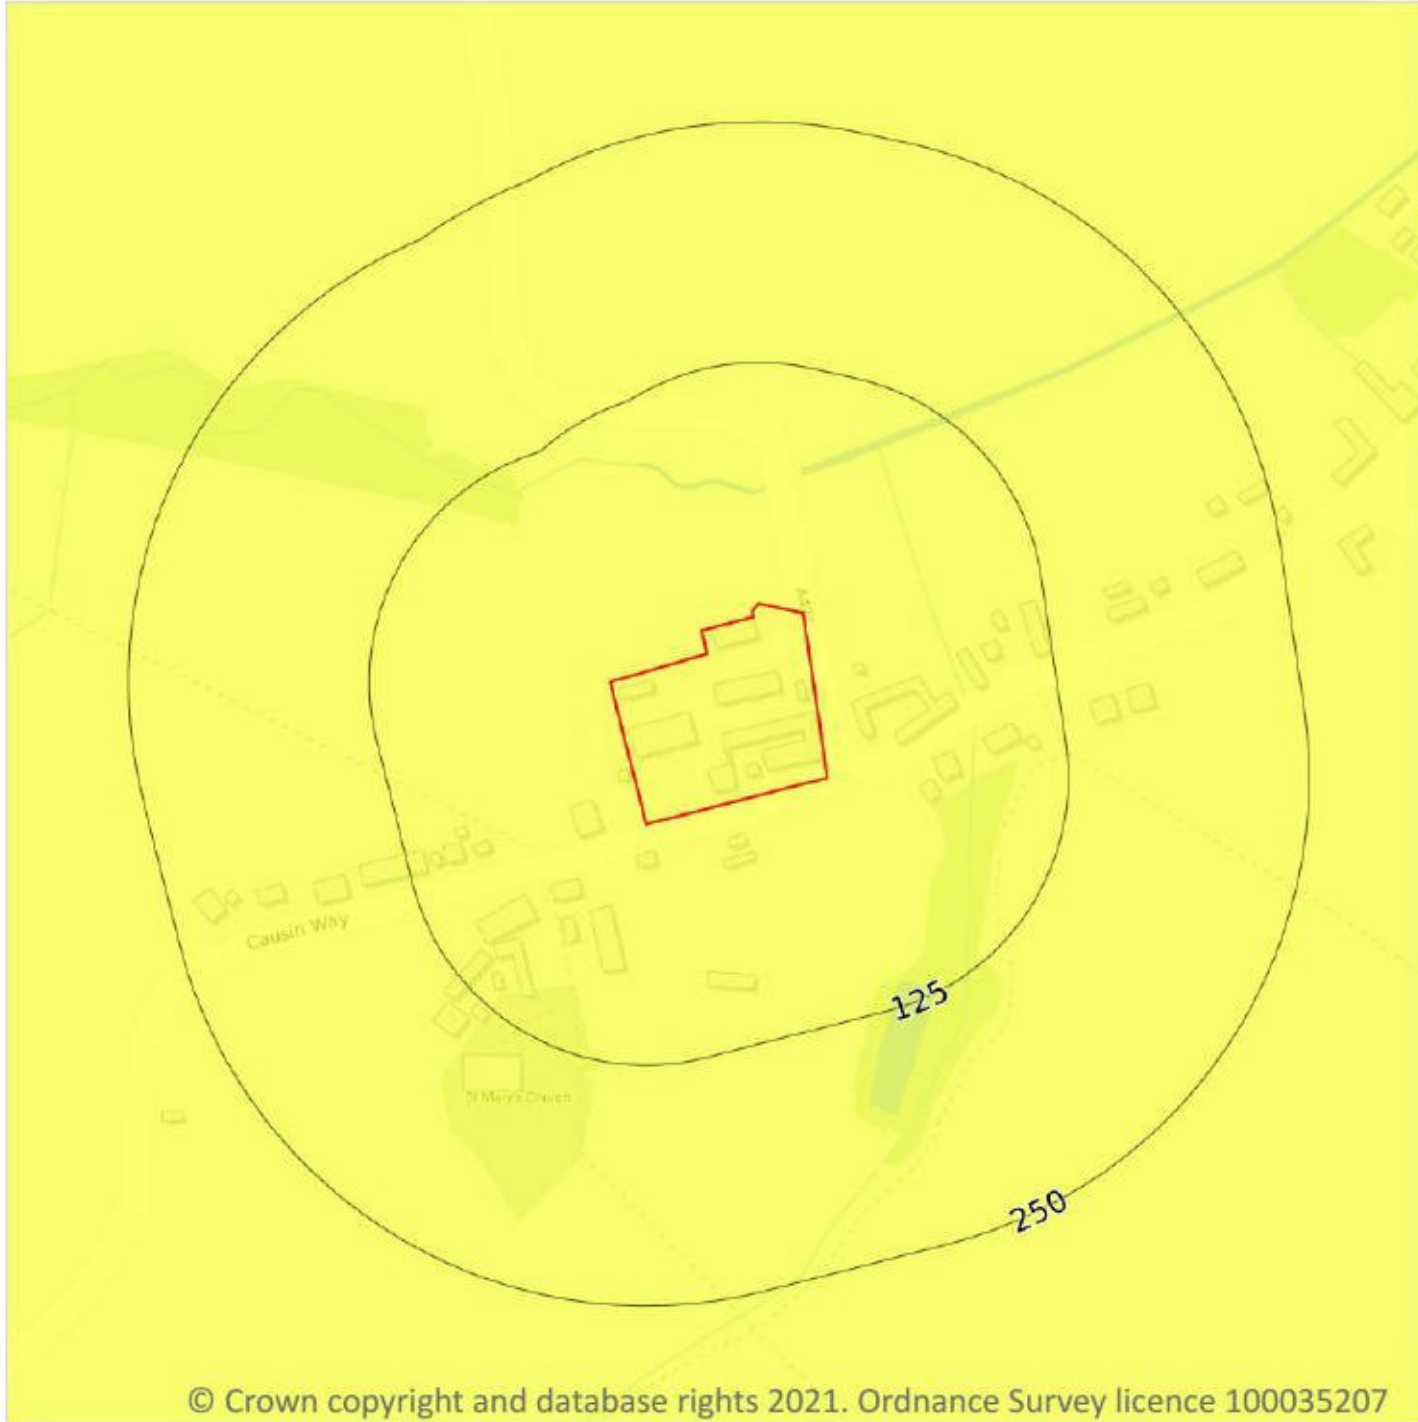 Causin Way
125
St Mary's Church
250
© Crown copyright and database rights 2021. Ordnance Survey licence 100035207